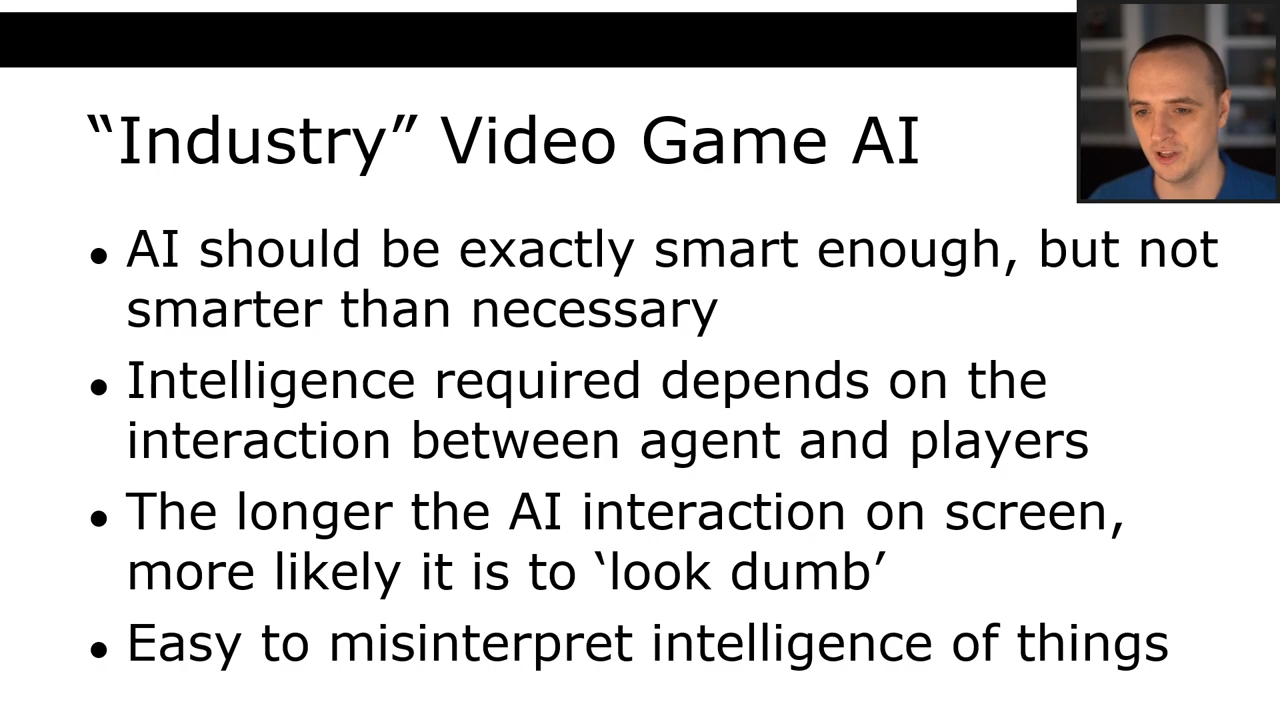 “Industry” Video Game AI
• AI should be exactly smart enough, but not
smarter than necessary
• Intelligence required depends on the
interaction between agent and players
• The longer the AI interaction on screen,
more likely it is to ‘look dumb’
• Easy to misinterpret intelligence of things